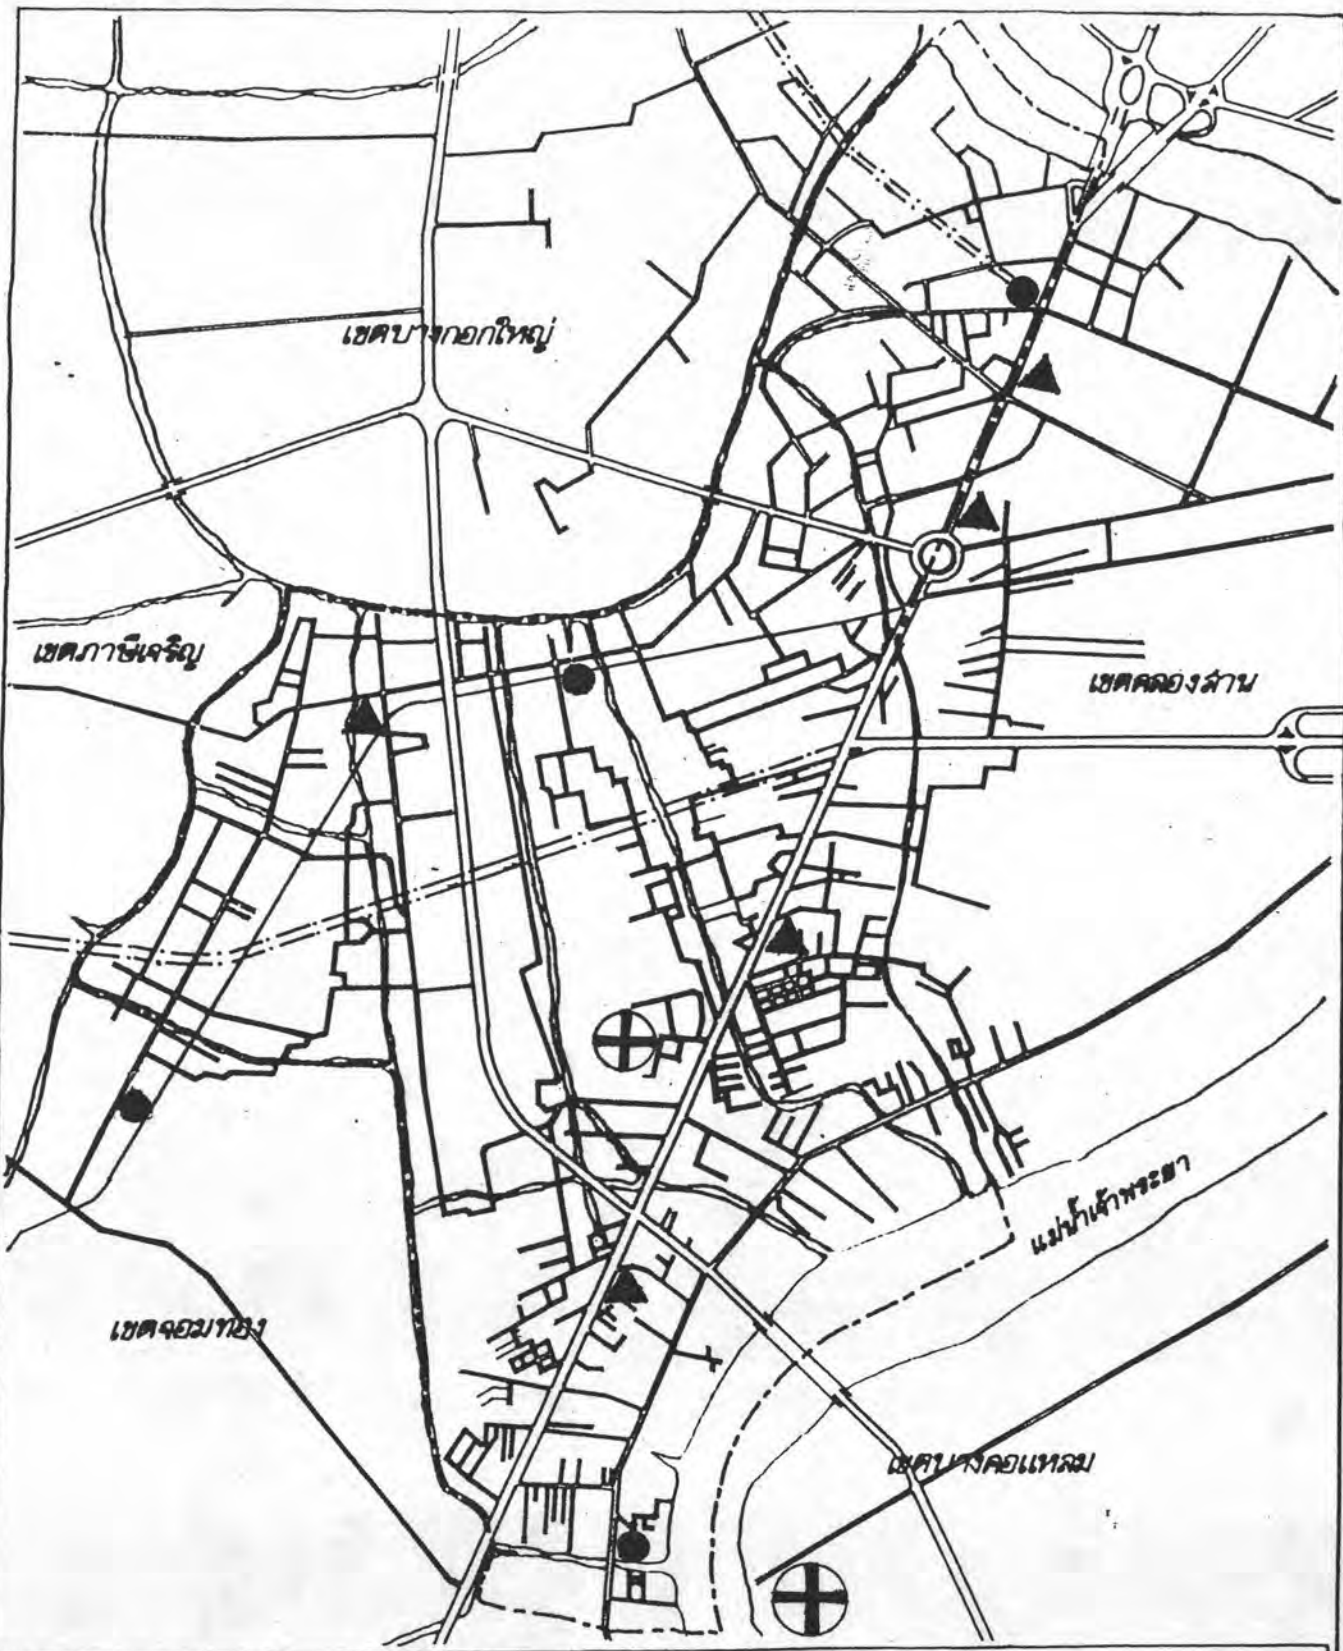 เขตบางกอกใหญ่
เขตภาษีเจริญ
เขตคลองสาน
แม่น้ำเจ้าพระยา
เขตจอมทอง
เขตบางคอแหลม